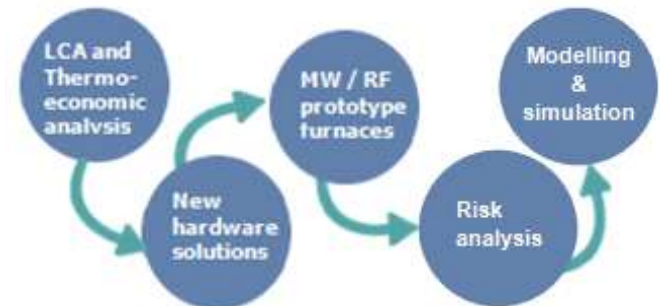 LCA and
Thermo-
economic
analysis
New
hardware
solutions
MW / RF
prototype
furnaces
Risk
analysis
Modelling
&
simulation